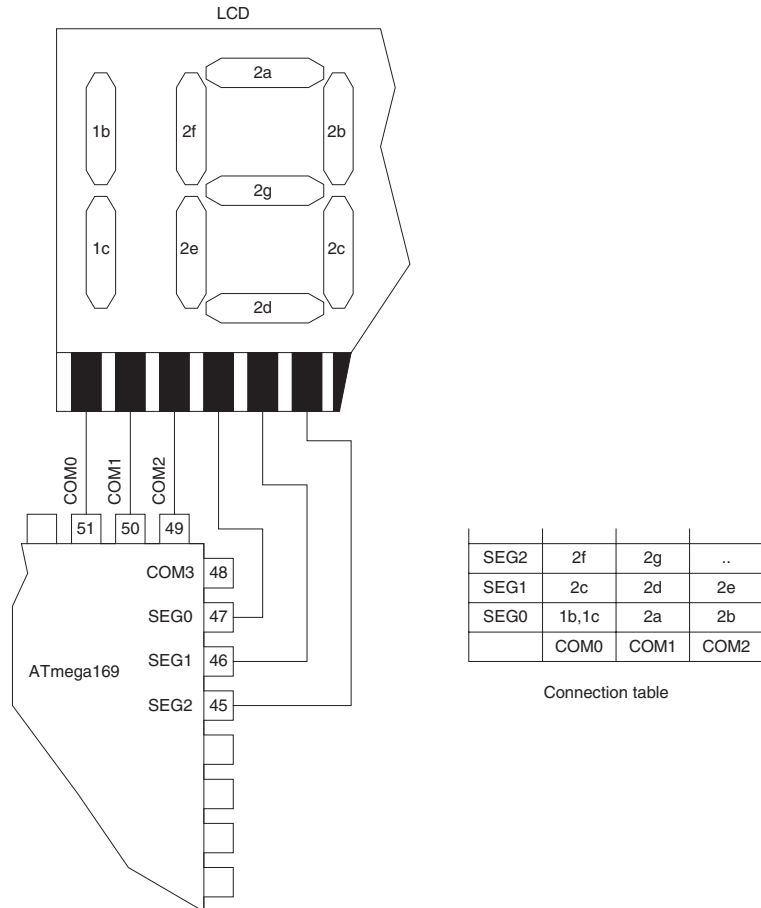 LCD
2a
1b 2f 2b
2g
1c 2e 2c
2d
COM0 COM1 COM2
51 50 49
COM3 48
SEG0 47
SEG1 46
ATmega169
SEG2 45
SEG2 2f 2g ..
SEG1 2c 2d 2e
SEG0 1b,1c 2a 2b
COM0 COM1 COM2
Connection table